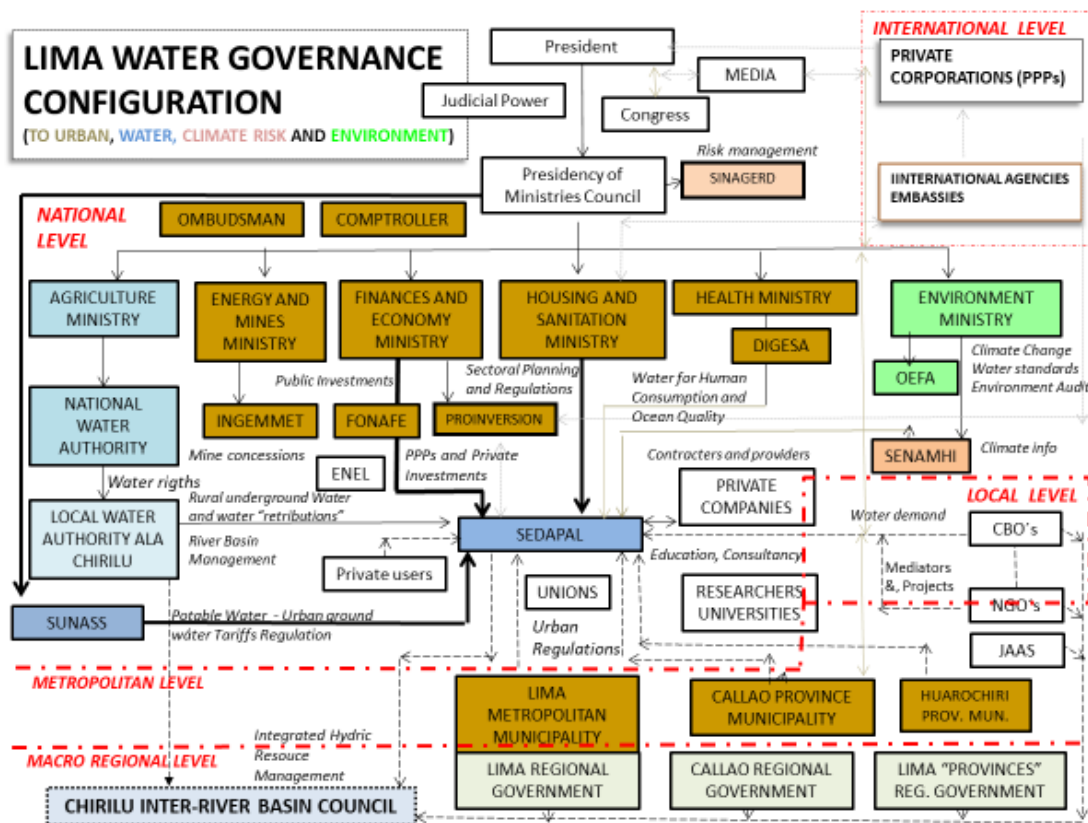 LIMA WATER GOVERNANCE
CONFIGURATION
(TO URBAN, WATER, CLIMATE RISK AND ENVIRONMENT)
President
MEDIA
Judicial Power
Congress
INTERNATIONAL LEVEL
PRIVATE
CORPORATIONS (PPPs)
IINTERNATIONAL AGENCIES
EMBASSIES
Presidency of
Ministries Council
Risk management
SINAGERD
NATIONAL
LEVEL
OMBUDSMAN
COMPTROLLER
AGRICULTURE
MINISTRY
ENERGY AND
MINES
MINISTRY
FINANCES AND
ECONOMY
MINISTRY
HOUSING AND
SANITATION
MINISTRY
HEALTH MINISTRY
DIGESA
ENVIRONMENT
MINISTRY
OEFA
Climate Change
Water standards
Environment Audit
Public Investments
Sectoral Planning
and Regulations
Water for Human
Consumption and
Ocean Quality
NATIONAL
WATER
AUTHORITY
INGEMMET
FONAFE
PROINVERSION
SENAMHI
Climate info
Mine concessions
ENEL
PPPs and Private
Investments
Contracters and providers
PRIVATE
COMPANIES
Water rigths
Rural underground Water
and water "retributions"
LOCAL WATER
AUTHORITY ALA
CHIRILU
River Basin
Management
SEDAPAL
Water demand
LOCAL LEVEL
CBO´s
Private users
Education, Consultancy
Mediators
&, Projects
UNIONS
RESEARCHERS
UNIVERSITIES
NGO's
SUNASS
Potable Water - Urban ground
wáter Tariffs Regulation
Urban
Regulations
JAAS
METROPOLITAN LEVEL
LIMA
METROPOLITAN
MUNICIPALITY
CALLAO PROVINCE
MUNICIPALITY
HUAROCHIRI
PROV. MUN.
MACRO REGIONAL LEVEL
Integrated Hydric
Resouce
Management
LIMA REGIONAL
GOVERNMENT
CALLAO REGIONAL
GOVERNMENT
LIMA "PROVINCES"
REG. GOVERNMENT
CHIRILU INTER-RIVER BASIN COUNCIL